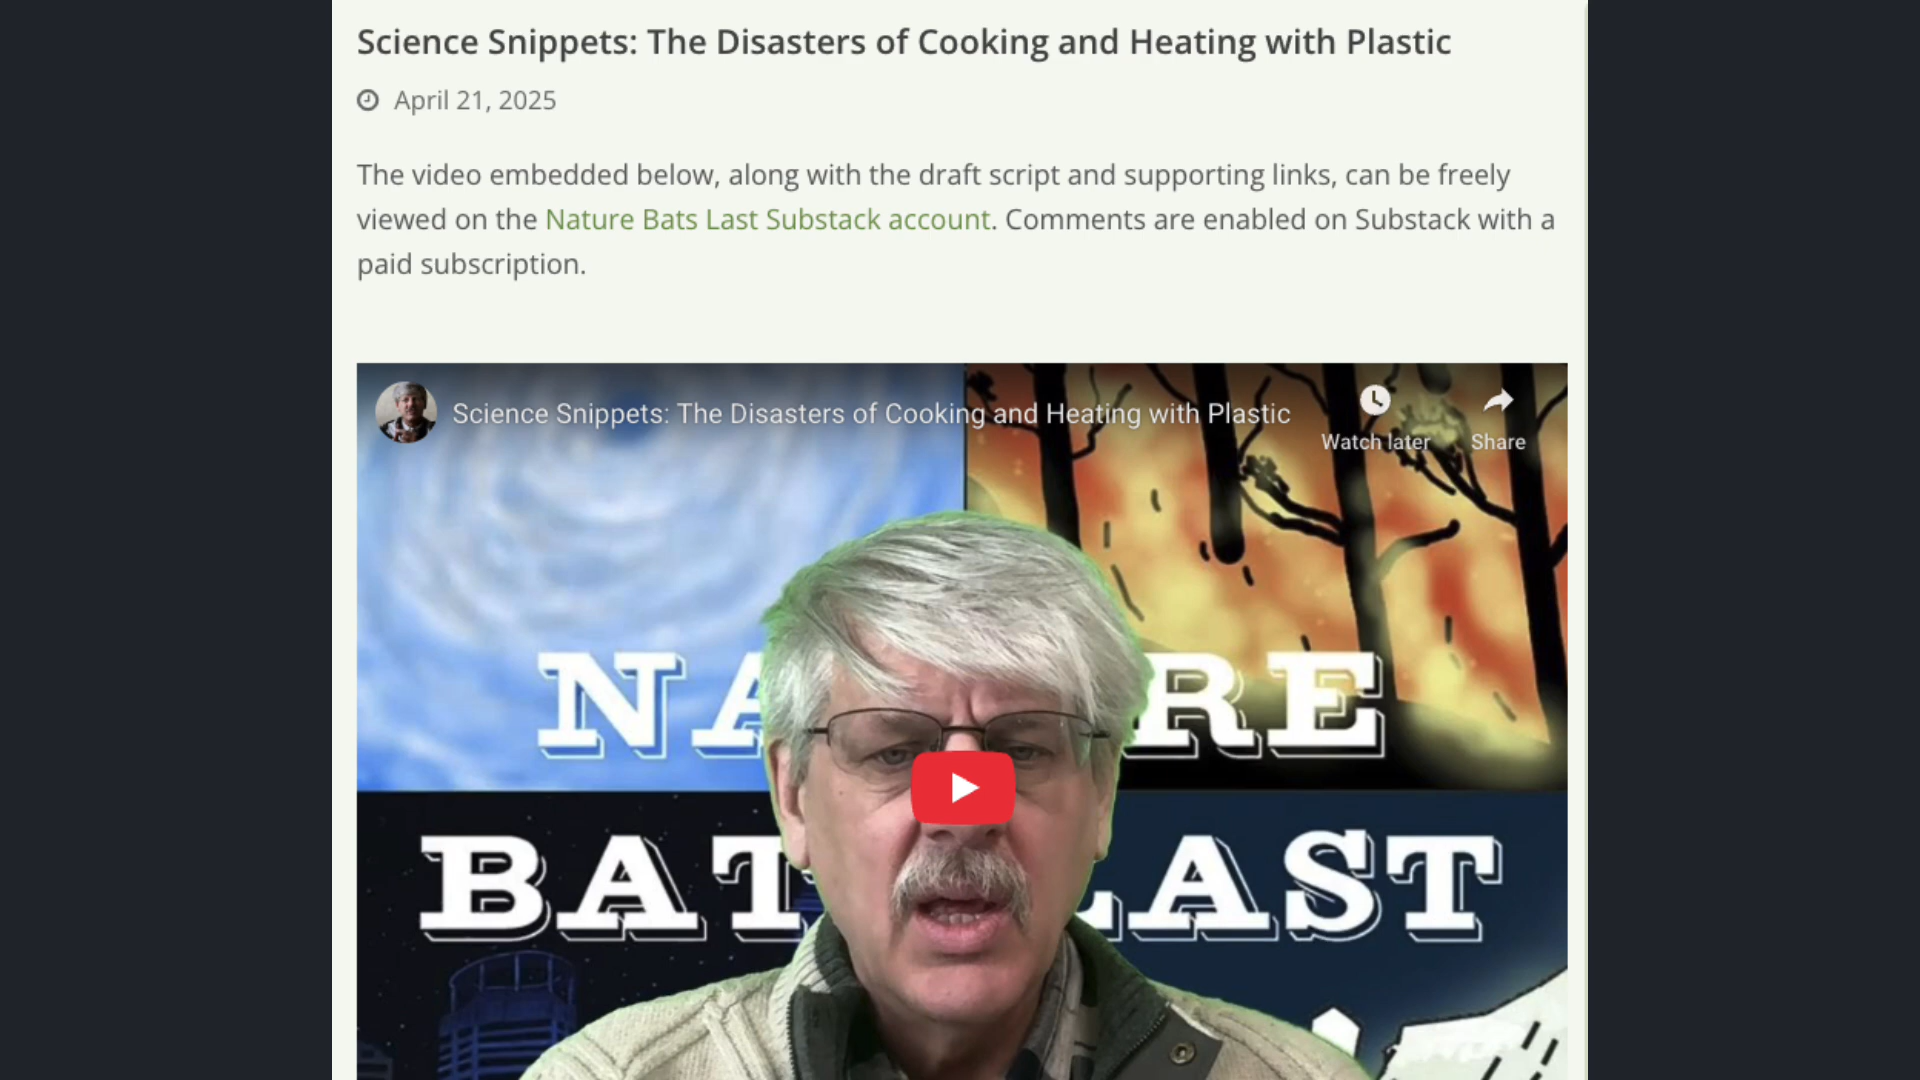 Science Snippets: The Disasters of Cooking and Heating with Plastic
April 21, 2025
The video embedded below, along with the draft script and supporting links, can be freely
viewed on the Nature Bats Last Substack account. Comments are enabled on Substack with a
paid subscription.
Science Snippets: The Disasters of Cooking and Heating with Plastic
Watch later
Share
NA RE
BAT LAST